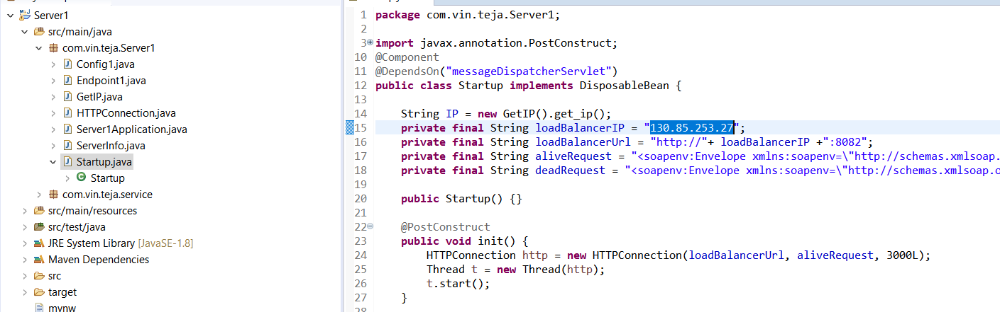 Server1
src/main/java
com.vin.teja.Server1
Config1.java
Endpoint1.java
GetIP.java
HTTPConnection.java
Server1Application.java
ServerInfo.java
Startup.java
Startup
com.vin.teja.service
src/main/resources
src/test/java
JRE System Library [JavaSE-1.8]
Maven Dependencies
src
target
mvnw
1 package com.vin.teja.Server1;
2
3 import javax.annotation.PostConstruct;
10 @Component
11 @DependsOn("messageDispatcherServlet")
12 public class Startup implements DisposableBean {
13
14 String IP = new GetIP().get_ip();
15 private final String loadBalancerIP = "130.85.253.27";
16 private final String loadBalancerUrl = "http://"+ loadBalancerIP +":8082";
17 private final String aliveRequest = "<soapenv:Envelope xmlns:soapenv=\"http://schemas.xmlsoap.
18 private final String deadRequest = "<soapenv:Envelope xmlns:soapenv=\"http://schemas.xmlsoap.o
19
20 public Startup() {}
21
22 @PostConstruct
23 public void init() {
24 HTTPConnection http = new HTTPConnection(loadBalancerUrl, aliveRequest, 3000L);
25 Thread t = new Thread(http);
26 t.start();
27 }
28